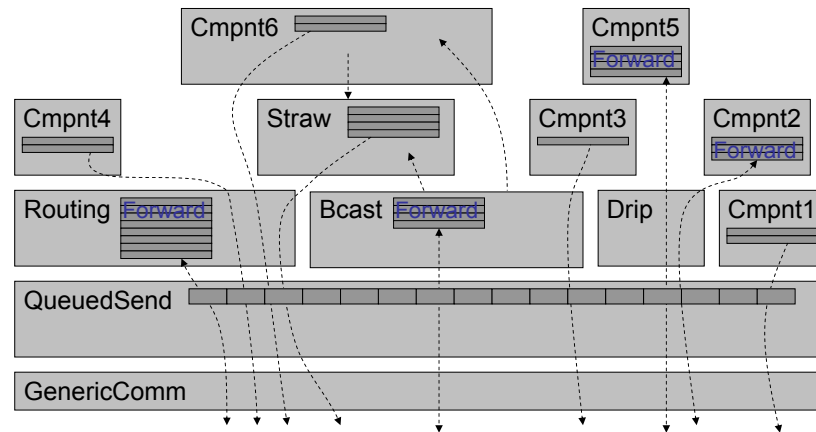 Cmpnt6
Cmpnt5
Forward
Cmpnt4
Straw
Cmpnt3
Cmpnt2
Forward
Routing
Forward
Bcast
Forward
Drip
Cmpnt1
QueuedSend
GenericComm